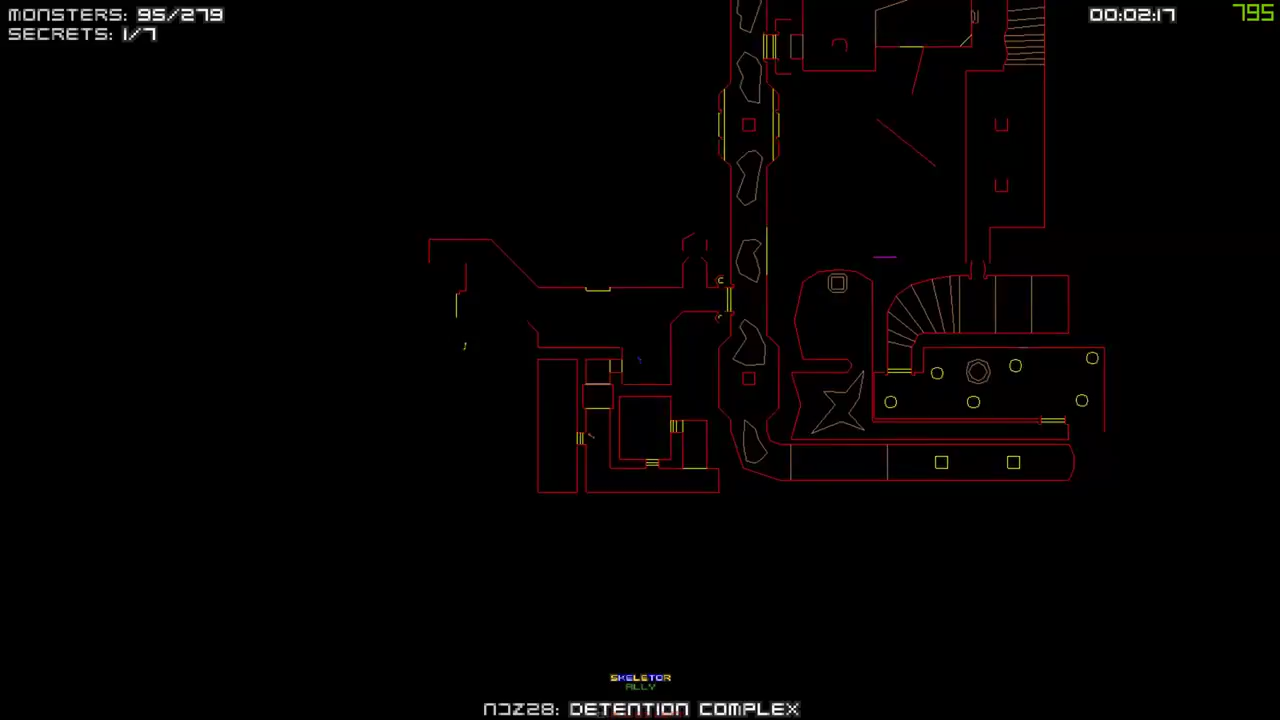 MONSTERS: 95/279
SECRETS: 1/7
00:02:17
795
SKELETOR
ALLY
NJZ28: DETENTION COMPLEX